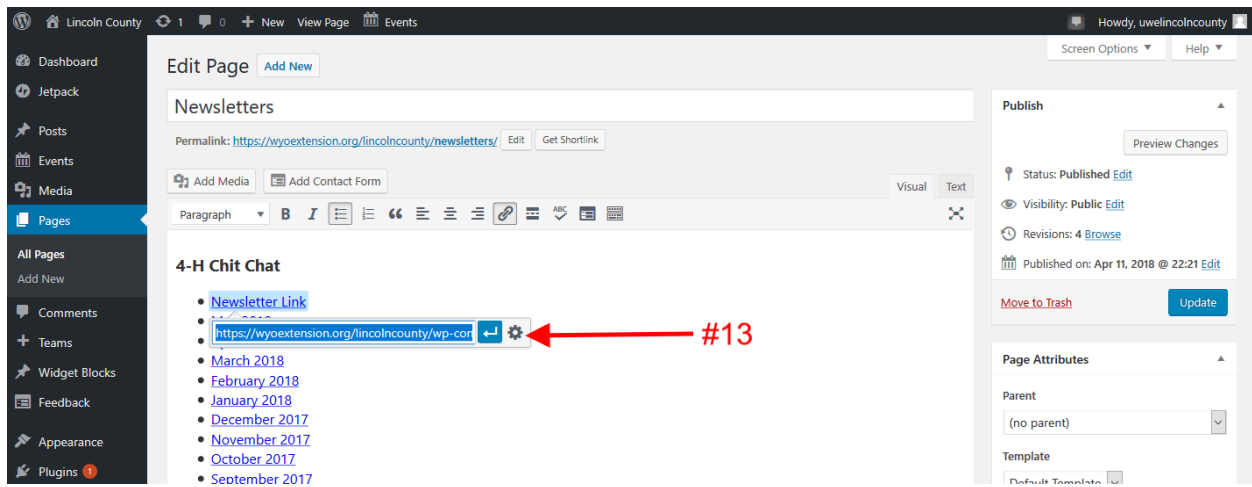 Lincoln County 1 0 New View Page Events Howdy, uwelincolncounty
Screen Options Help
Dashboard
Jetpack
Posts
Events
Media
Pages
All Pages
Add New
Comments
Teams
Widget Blocks
Feedback
Appearance
Plugins 1
Edit Page Add New
Newsletters
Permalink: https://wyoextension.org/lincolncounty/newsletters/ Edit Get Shortlink
Add Media Add Contact Form
Visual Text
Paragraph B I ABC
4-H Chit Chat
Newsletter Link
2018
https://wyoextension.org/lincolncounty/wp-con
#13
March 2018
February 2018
January 2018
December 2017
November 2017
October 2017
September 2017
Publish
Preview Changes
Status: Published Edit
Visibility: Public Edit
Revisions: 4 Browse
Published on: Apr 11, 2018 @ 22:21 Edit
Move to Trash Update
Page Attributes
Parent
(no parent)
Template
Default Template